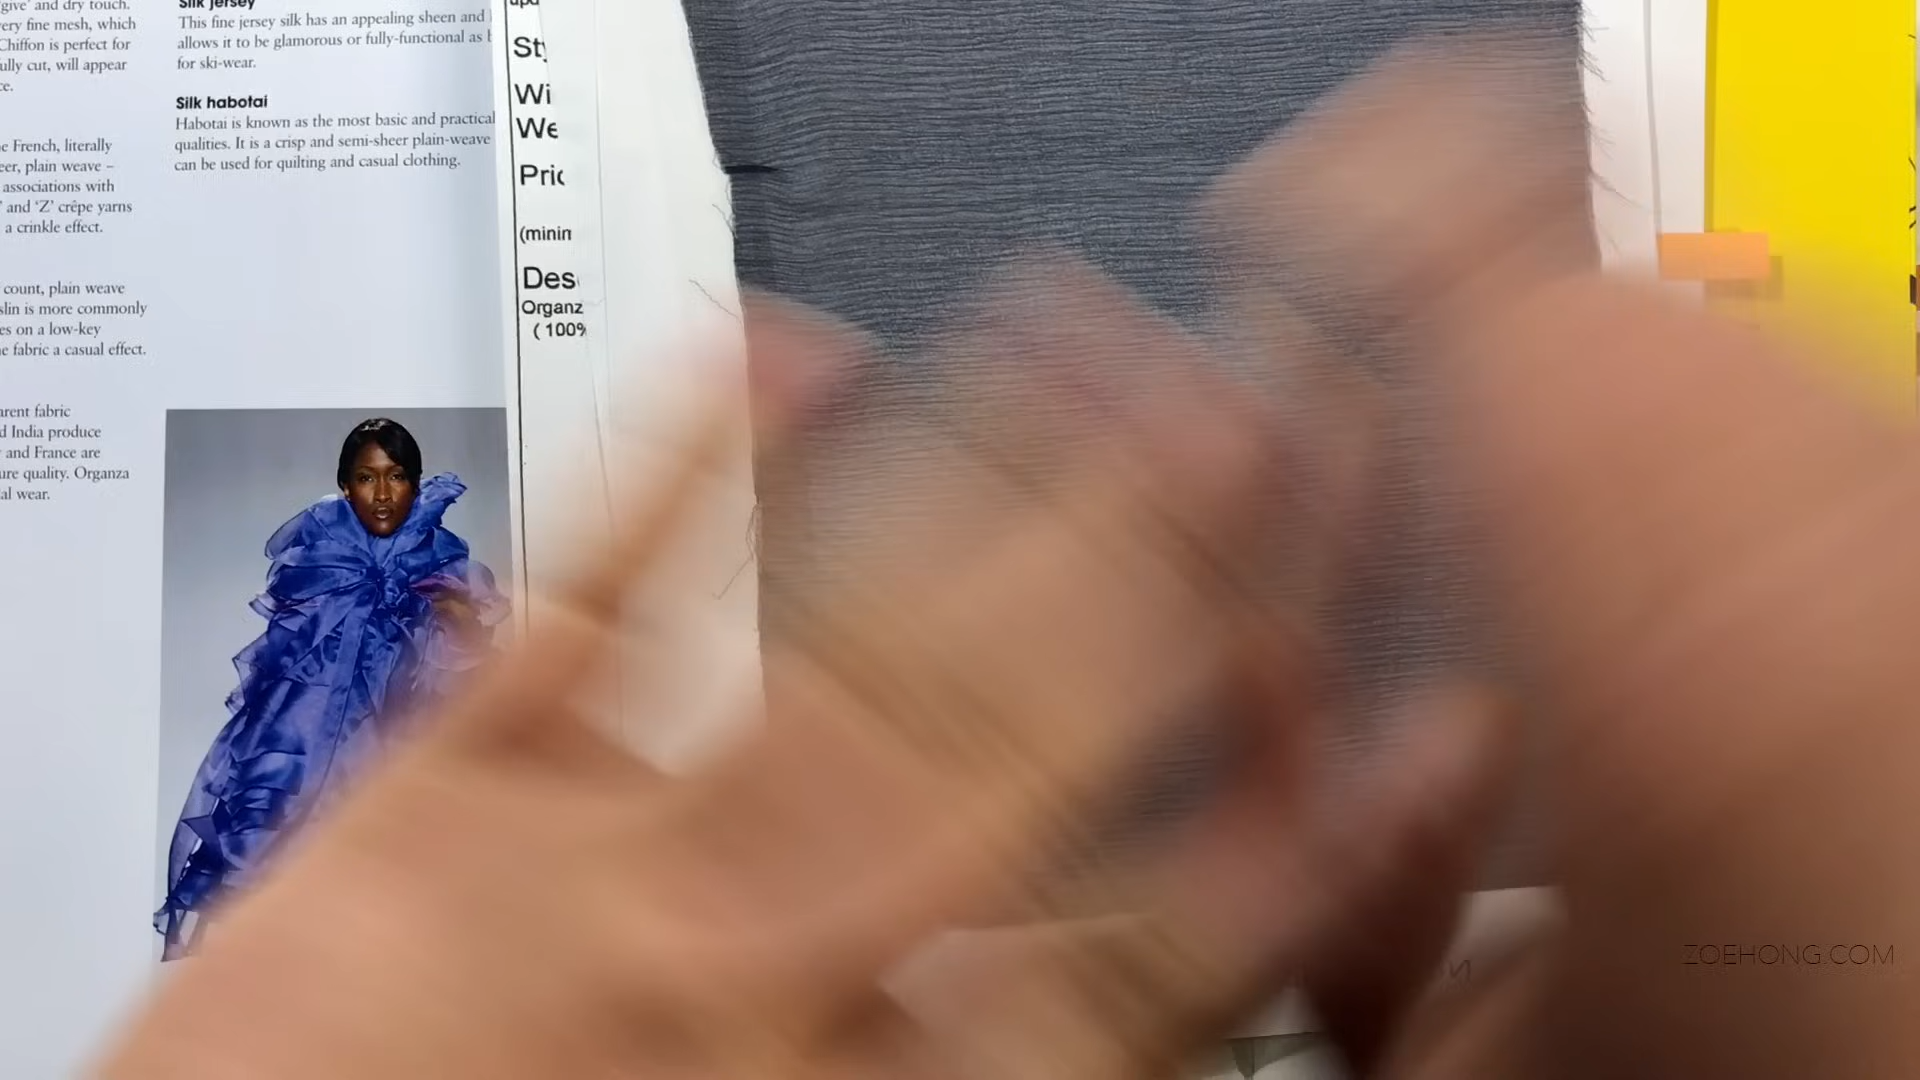 give' and dry touch.
ery fine mesh, which
Chiffon is perfect for
ully cut, will appear
ce.
e French, literally
eer, plain weave –
associations with
' and 'Z' crêpe yarns
a crinkle effect.
count, plain weave
slin is more commonly
es on a low-key
e fabric a casual effect.
arent fabric
d India produce
and France are
ure quality. Organza
al wear.
Silk jersey
This fine jersey silk has an appealing sheen and
allows it to be glamorous or fully-functional as b
for ski-wear.
Silk habotai
Habotai is known as the most basic and practical
qualities. It is a crisp and semi-sheer plain-weave
can be used for quilting and casual clothing.
Sty
Wi
We
Pric
(minin
Des
Organz
(100%
ZOEHONG.COM